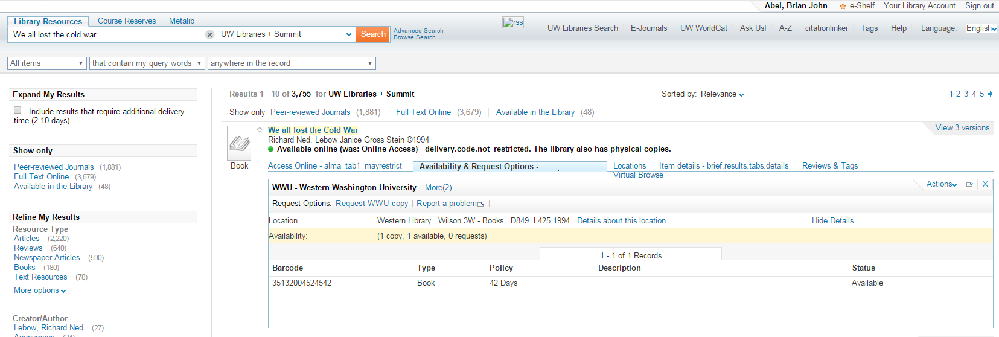 Abel, Brian John e-Shelf Your Library Account Sign out
Library Resources Course Reserves Metalib
rss
UW Libraries Search E-Journals UW WorldCat Ask Us! A-Z citationlinker Tags Help Language: English
We all lost the cold war UW Libraries + Summit Search Advanced Search
Browse Search
All items that contain my query words anywhere in the record
Expand My Results
Include results that require additional delivery
time (2-10 days)
Show only
Peer-reviewed Journals (1,881)
Full Text Online (3,679)
Available in the Library (48)
Refine My Results
Resource Type
Articles (2,220)
Reviews (640)
Newspaper Articles (590)
Books (180)
Text Resources (78)
More options
Creator/Author
Lebow, Richard Ned (27)
Anonymous (24)
Results 1 - 10 of 3,755 for UW Libraries + Summit Sorted by: Relevance 1 2 3 4 5
Show only Peer-reviewed Journals (1,881) Full Text Online (3,679) Available in the Library (48)
We all lost the Cold War View 3 versions
Richard Ned. Lebow Janice Gross Stein ©1994
Available online (was: Online Access) - delivery.code.not_restricted. The library also has physical copies.
Book
Access Online - alma_tab1_mayrestrict Availability & Request Options - Locations Item details - brief.results.tabs.details Reviews & Tags
Virtual Browse
WWU - Western Washington University More(2) Actions X
Request Options: Request WWU copy | Report a problem |
Location Western Library Wilson 3W - Books D849 .L425 1994 Details about this location Hide Details
Availability: (1 copy, 1 available, 0 requests)
1 - 1 of 1 Records
Barcode Type Policy Description Status
35132004524542 Book 42 Days Available